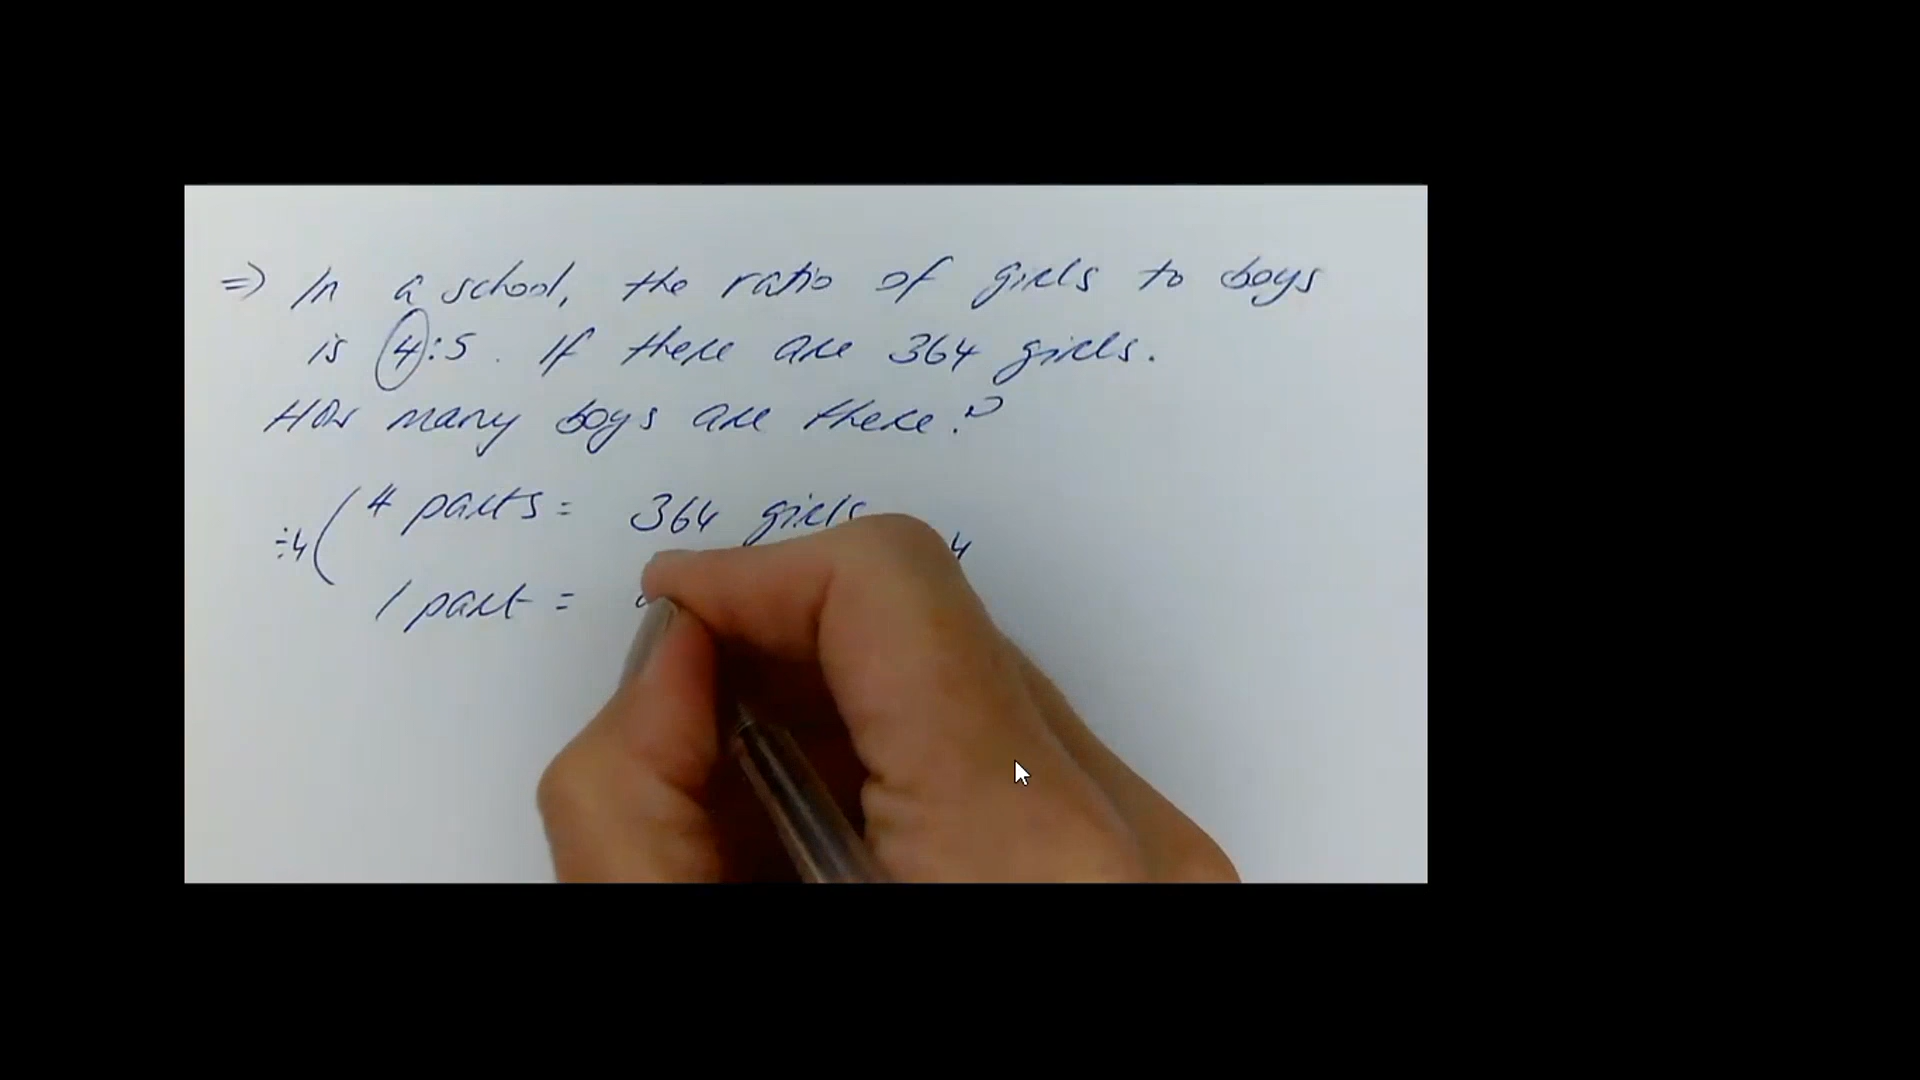 => In a school, the ratio of girls to boys
is 4:5. If there are 364 girls.
How many boys are there?
÷4 ( 4 parts = 364 girls 4
1 part =